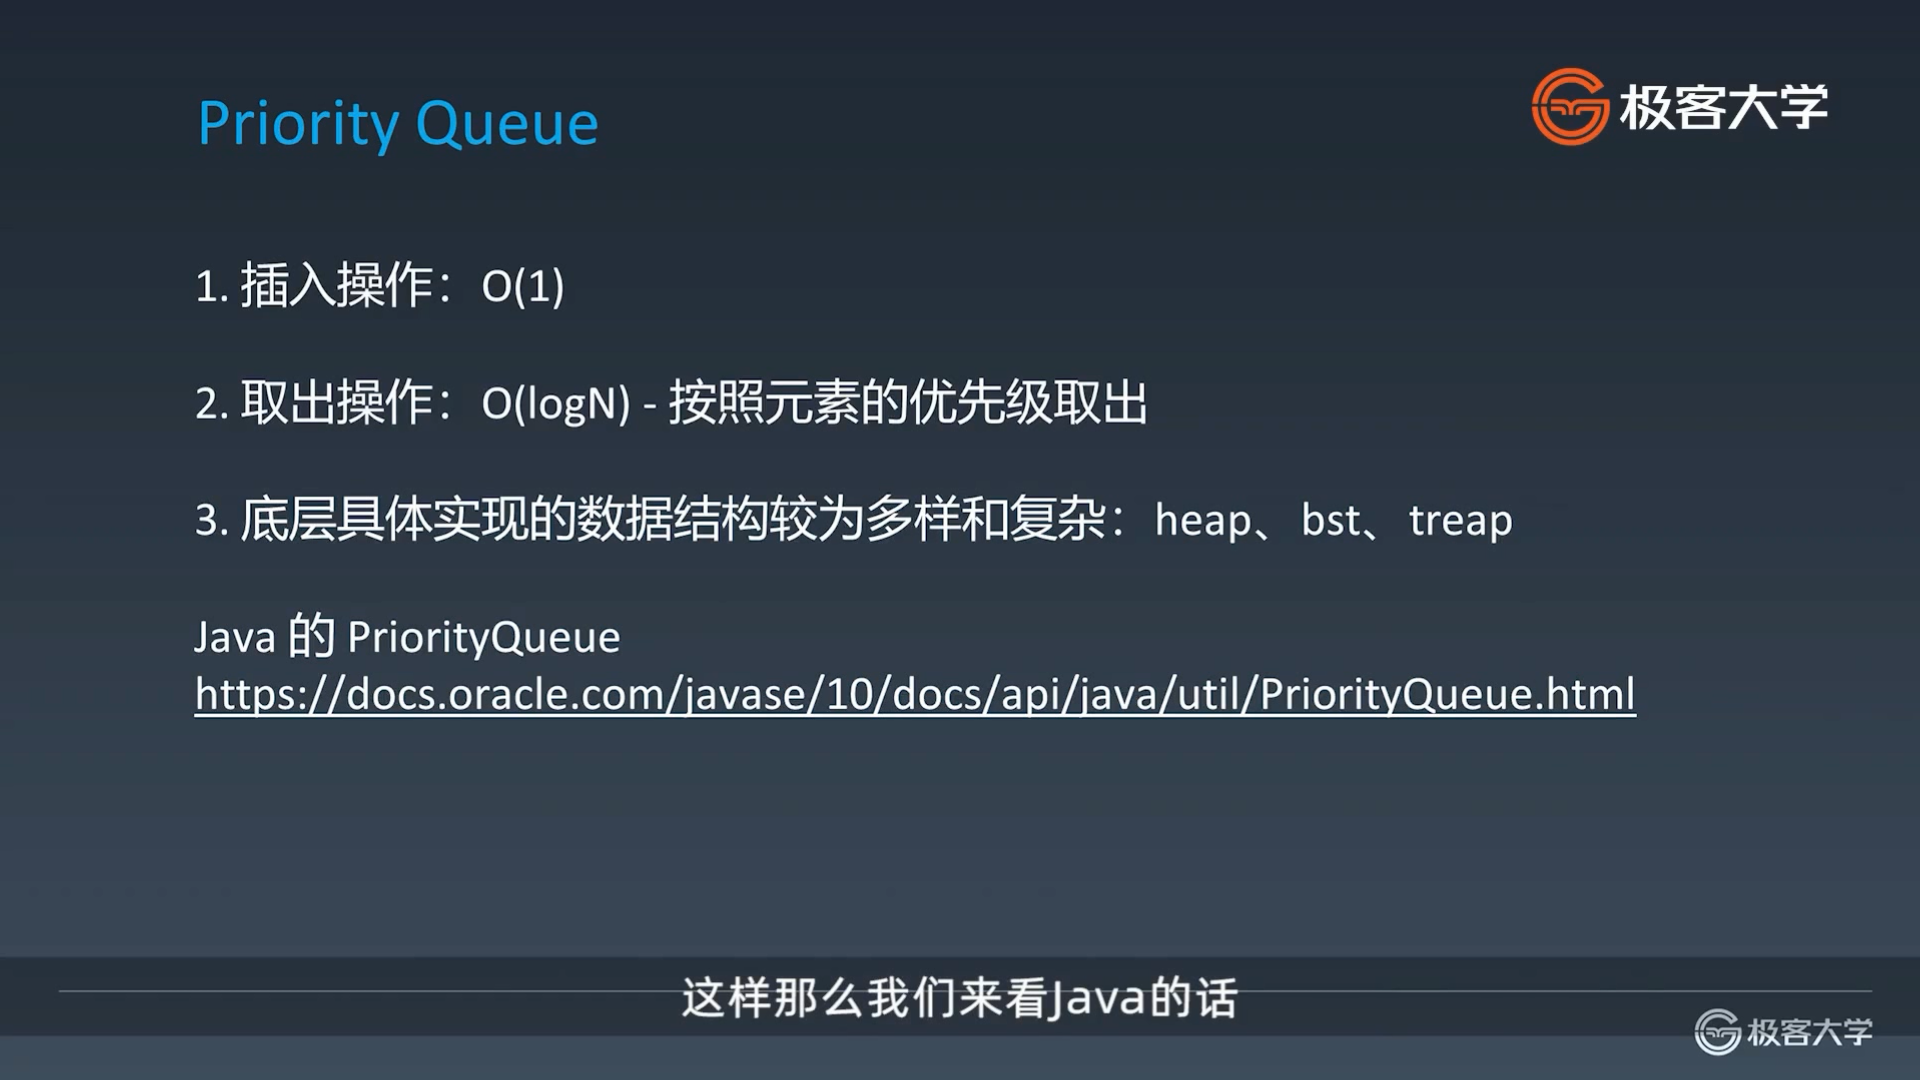 Priority Queue
极客大学
1. 插入操作：O(1)
2. 取出操作：O(logN) - 按照元素的优先级取出
3. 底层具体实现的数据结构较为多样和复杂：heap、bst、treap
Java 的 PriorityQueue
https://docs.oracle.com/javase/10/docs/api/java/util/PriorityQueue.html
这样那么我们来看Java的话
极客大学